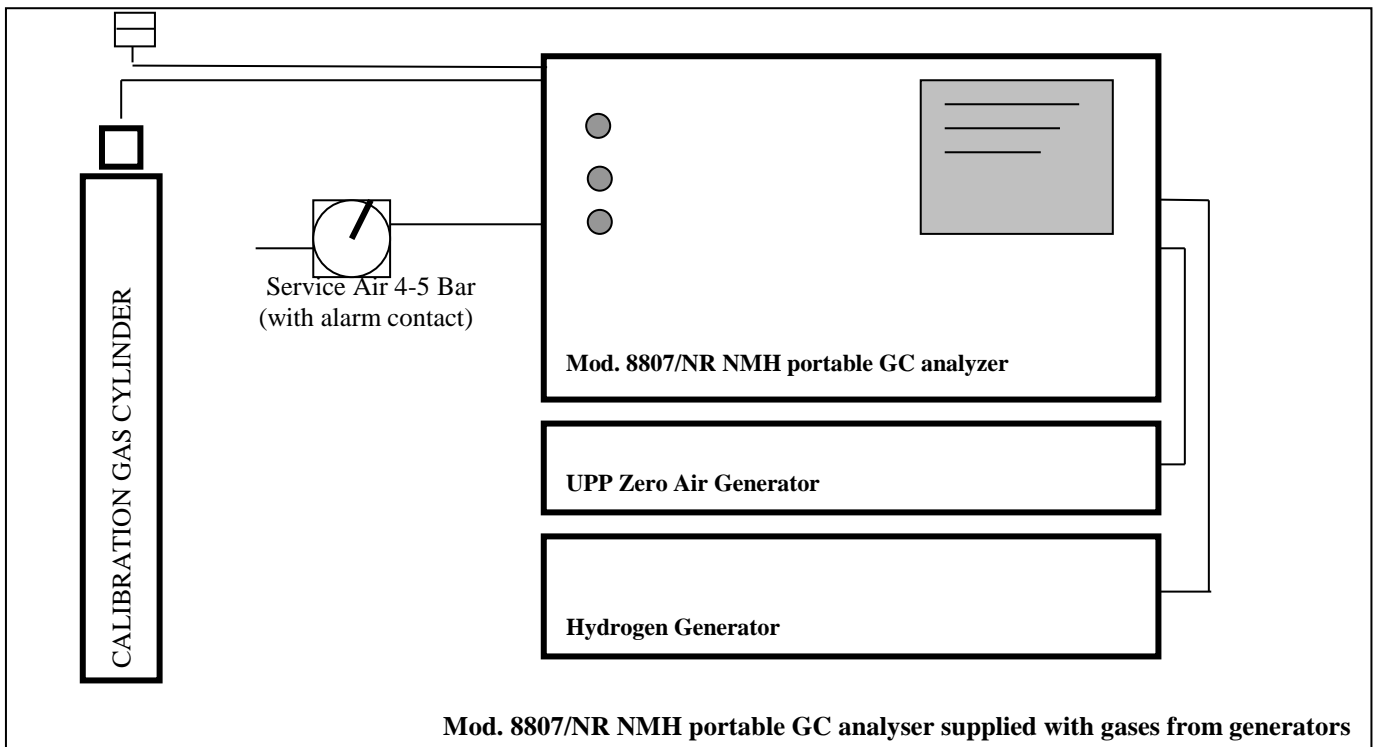 CALIBRATION GAS CYLINDER
Service Air 4-5 Bar
(with alarm contact)
Mod. 8807/NR NMH portable GC analyzer
UPP Zero Air Generator
Hydrogen Generator
Mod. 8807/NR NMH portable GC analyser supplied with gases from generators